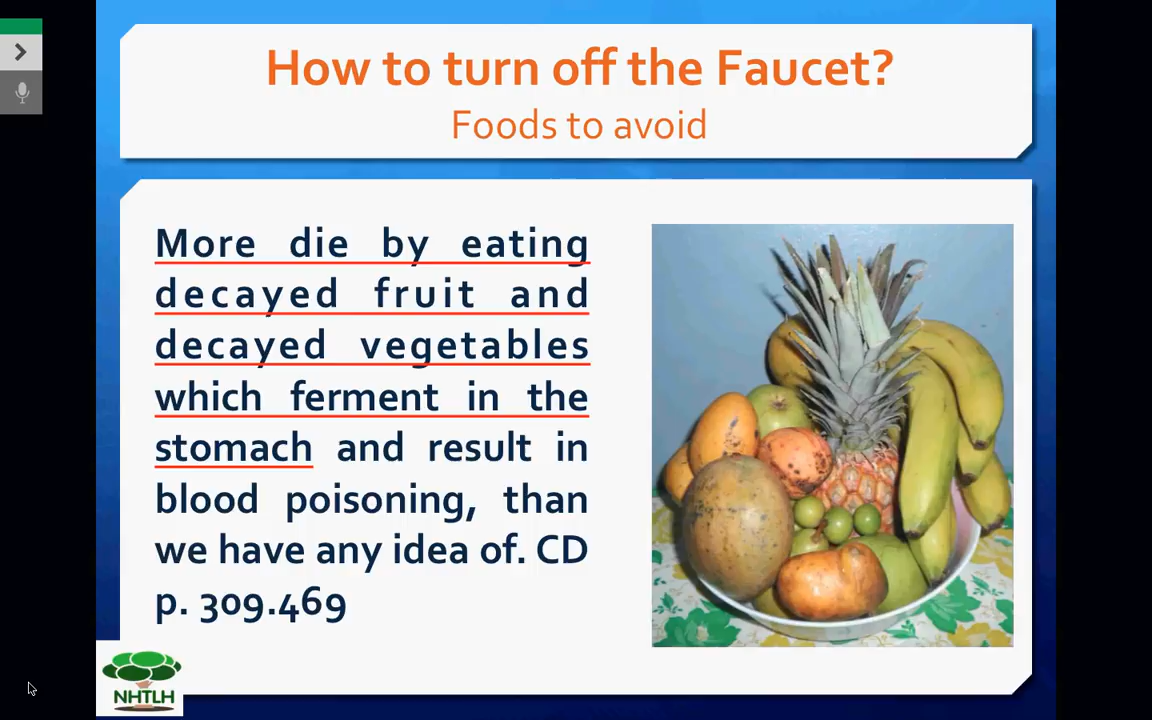 How to turn off the Faucet?
Foods to avoid
More die by eating
decayed fruit and
decayed vegetables
which ferment in the
stomach and result in
blood poisoning, than
we have any idea of. CD
p. 309.469
NHTLH